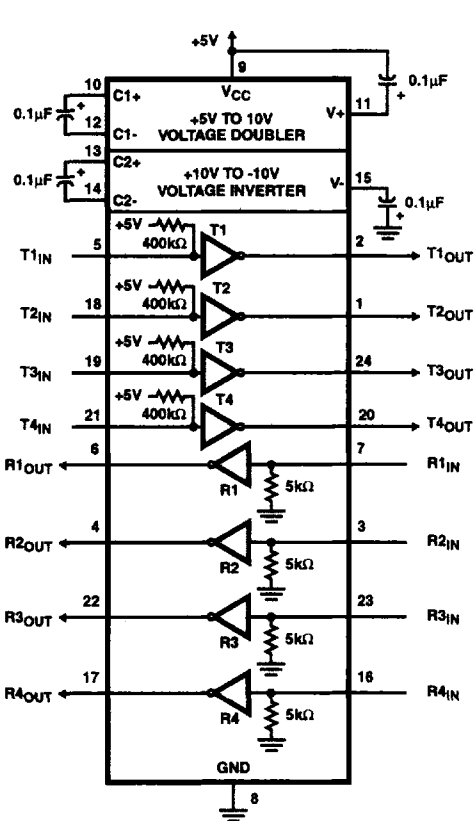 +5V
9
VCC
10
C1+
0.1µF
+
12
C1-
+5V TO 10V
VOLTAGE DOUBLER
V+
11
+
0.1µF
13
C2+
0.1µF
+
14
C2-
+10V TO -10V
VOLTAGE INVERTER
V-
15
+
0.1µF
+5V
400kΩ
T1
T1IN
5
2
T1OUT
+5V
400kΩ
T2
T2IN
18
1
T2OUT
+5V
400kΩ
T3
T3IN
19
24
T3OUT
+5V
400kΩ
T4
T4IN
21
20
T4OUT
R1OUT
6
R1
5kΩ
7
R1IN
R2OUT
4
R2
5kΩ
3
R2IN
R3OUT
22
R3
5kΩ
23
R3IN
R4OUT
17
R4
5kΩ
16
R4IN
GND
8